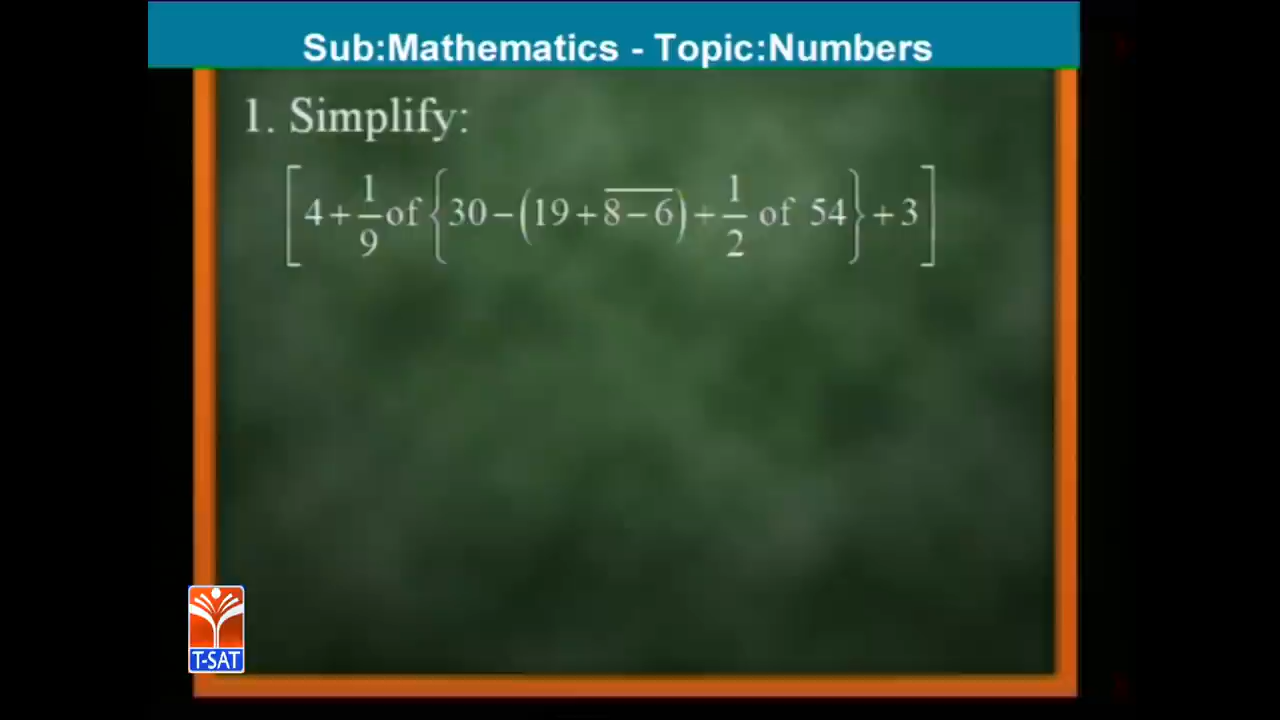 Sub:Mathematics - Topic:Numbers
1. Simplify:
[4 + 1/9 of {30 − (19 + 8̅ ̅−̅ ̅6̅) + 1/2 of 54} + 3]
T-SAT